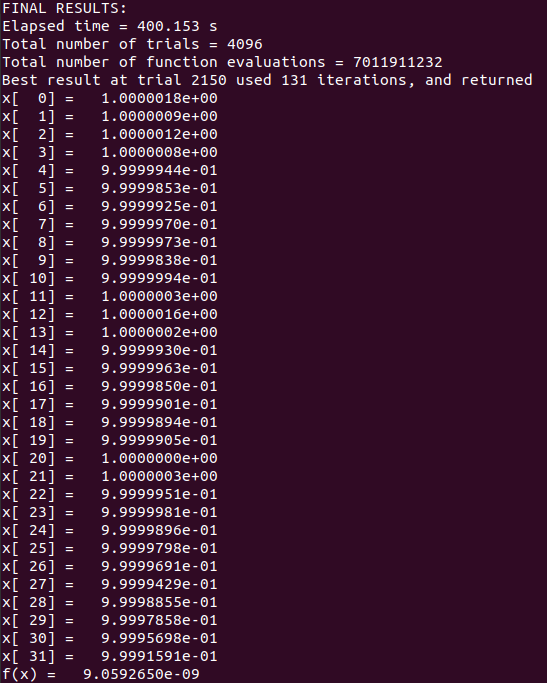 FINAL RESULTS:
Elapsed time = 400.153 s
Total number of trials = 4096
Total number of function evaluations = 7011911232
Best result at trial 2150 used 131 iterations, and returned
x[  0] =   1.0000018e+00
x[  1] =   1.0000009e+00
x[  2] =   1.0000012e+00
x[  3] =   1.0000008e+00
x[  4] =   9.9999944e-01
x[  5] =   9.9999853e-01
x[  6] =   9.9999925e-01
x[  7] =   9.9999970e-01
x[  8] =   9.9999973e-01
x[  9] =   9.9999838e-01
x[ 10] =   9.9999994e-01
x[ 11] =   1.0000003e+00
x[ 12] =   1.0000016e+00
x[ 13] =   1.0000002e+00
x[ 14] =   9.9999930e-01
x[ 15] =   9.9999963e-01
x[ 16] =   9.9999850e-01
x[ 17] =   9.9999901e-01
x[ 18] =   9.9999894e-01
x[ 19] =   9.9999905e-01
x[ 20] =   1.0000000e+00
x[ 21] =   1.0000003e+00
x[ 22] =   9.9999951e-01
x[ 23] =   9.9999981e-01
x[ 24] =   9.9999896e-01
x[ 25] =   9.9999798e-01
x[ 26] =   9.9999691e-01
x[ 27] =   9.9999429e-01
x[ 28] =   9.9998855e-01
x[ 29] =   9.9997858e-01
x[ 30] =   9.9995698e-01
x[ 31] =   9.9991591e-01
f(x) =   9.0592650e-09